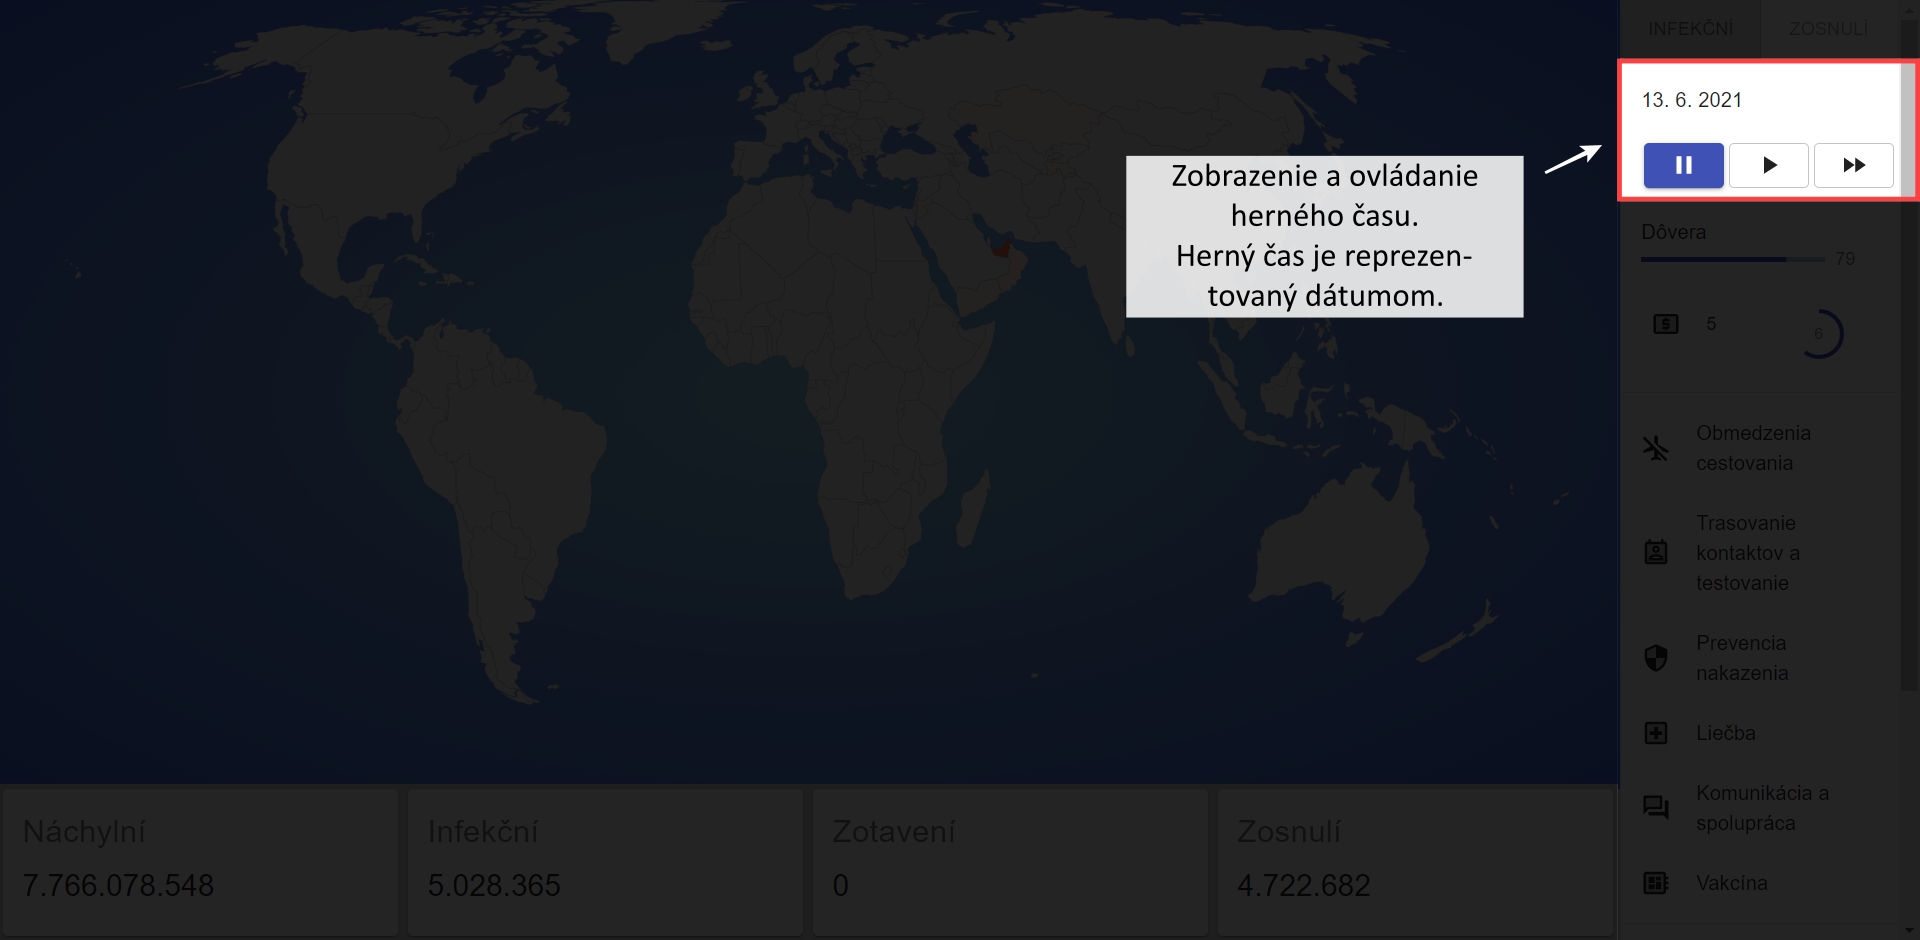 INFEKČNÍ ZOSNULÍ
13. 6. 2021
Zobrazenie a ovládanie
herného času.
Herný čas je reprezen-
tovaný dátumom.
Dôvera
79
5
6
Obmedzenia
cestovania
Trasovanie
kontaktov a
testovanie
Prevencia
nakazenia
Liečba
Komunikácia a
spolupráca
Vakcína
Náchylní
7.766.078.548
Infekční
5.028.365
Zotavení
0
Zosnulí
4.722.682